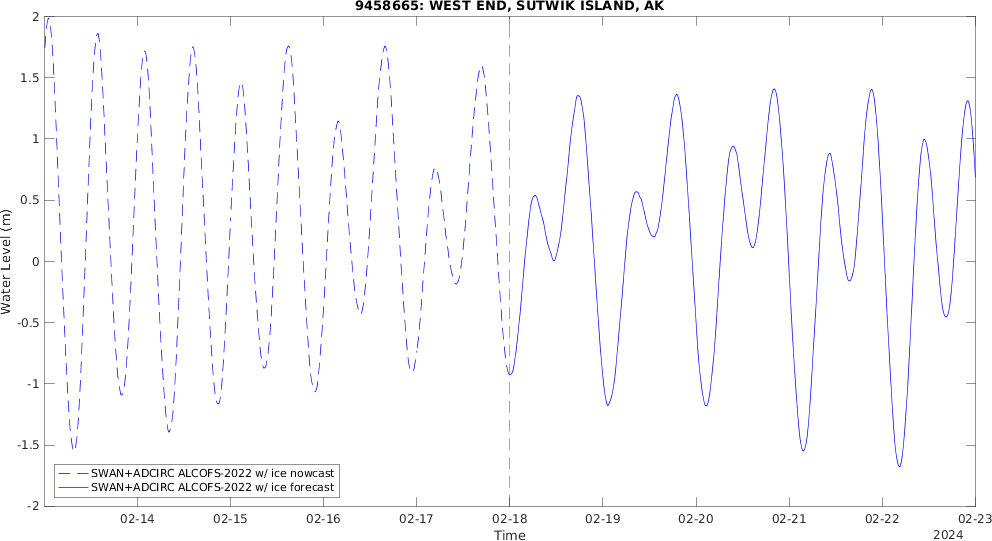 9458665: WEST END, SUTWIK ISLAND, AK
2
1.5
1
0.5
0
-0.5
-1
-1.5
-2
Water Level (m)
SWAN+ADCIRC ALCOFS-2022 w/ ice nowcast
SWAN+ADCIRC ALCOFS-2022 w/ ice forecast
02-14 02-15 02-16 02-17 02-18 02-19 02-20 02-21 02-22 02-23
Time
2024